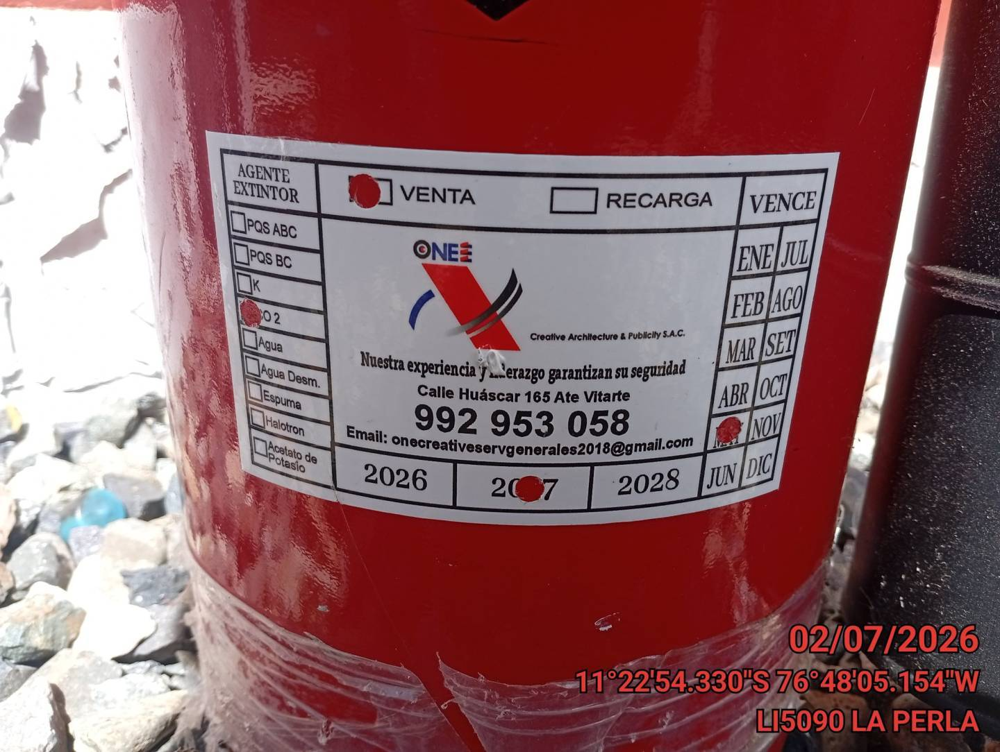 AGENTE
EXTINTOR
VENTA
RECARGA
VENCE
PQS ABC
PQS BC
K
O 2
Agua
Agua Desm.
Espuma
Halotron
Acetato de
Potasio
ONEE
Creative Architecture & Publicity S.A.C.
Nuestra experiencia y erazgo garantizan su seguridad
Calle Huáscar 165 Ate Vitarte
992 953 058
Email: onecreativeservgenerales2018@gmail.com
ENE JUL
FEB AGO
MAR SET
ABR OCT
NOV
JUN DIC
2026
2028
02/07/2026
11°22'54.330"S 76°48'05.154"W
LI5090 LA PERLA